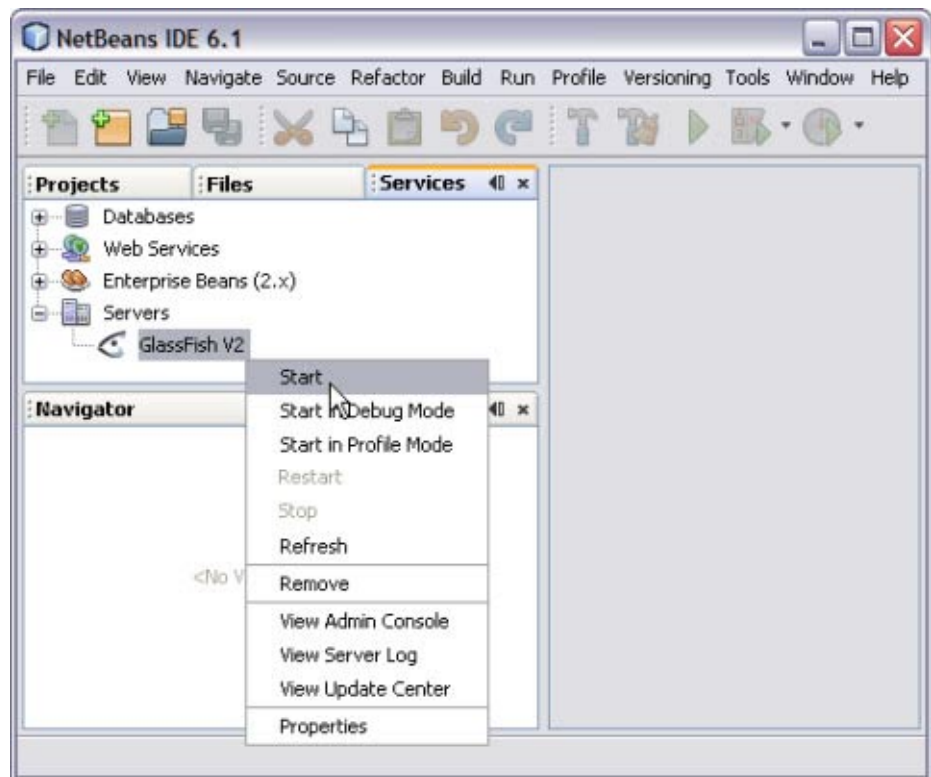 NetBeans IDE 6.1
File Edit View Navigate Source Refactor Build Run Profile Versioning Tools Window Help
Projects Files Services
Databases
Web Services
Enterprise Beans (2.x)
Servers
GlassFish V2
Start
Navigator
Start in Debug Mode
Start in Profile Mode
Restart
Stop
Refresh
<No V
Remove
View Admin Console
View Server Log
View Update Center
Properties